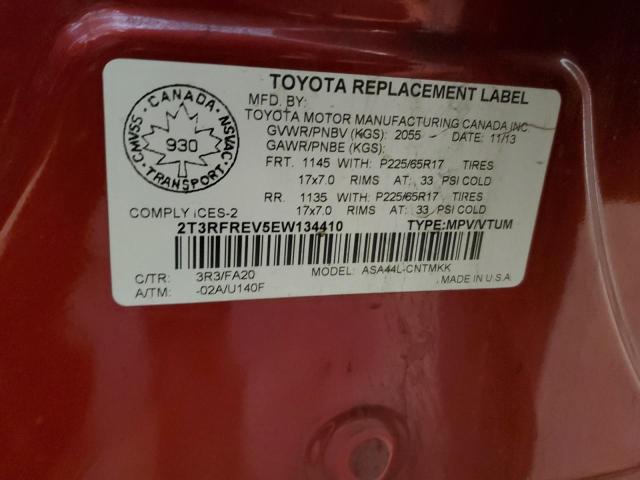 TOYOTA REPLACEMENT LABEL
MFD. BY:
TOYOTA MOTOR MANUFACTURING CANADA INC.
GVWR/PNBV (KGS): 2055 DATE: 11/13
GAWR/PNBE (KGS):
FRT. 1145 WITH: P225/65R17 TIRES
17x7.0 RIMS AT: 33 PSI COLD
RR. 1135 WITH: P225/65R17 TIRES
17x7.0 RIMS AT: 33 PSI COLD
CANADA
CMVSS NSVAC
930
TRANSPORT
COMPLY ICES-2
2T3RFREV5EW134410 TYPE:MPV/VTUM
C/TR: 3R3/FA20 MODEL: ASA44L-CNTMKK
A/TM: -02A/U140F MADE IN U.S.A.